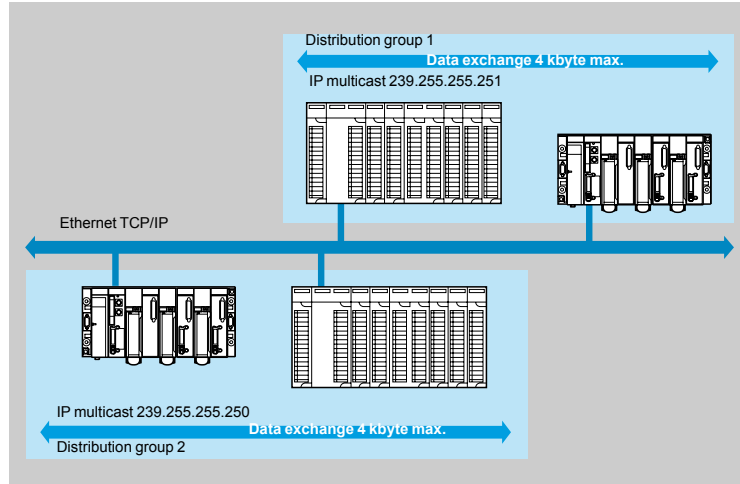 Distribution group 1
Data exchange 4 kbyte max.
IP multicast 239.255.255.251
Ethernet TCP/IP
IP multicast 239.255.255.250
Data exchange 4 kbyte max.
Distribution group 2